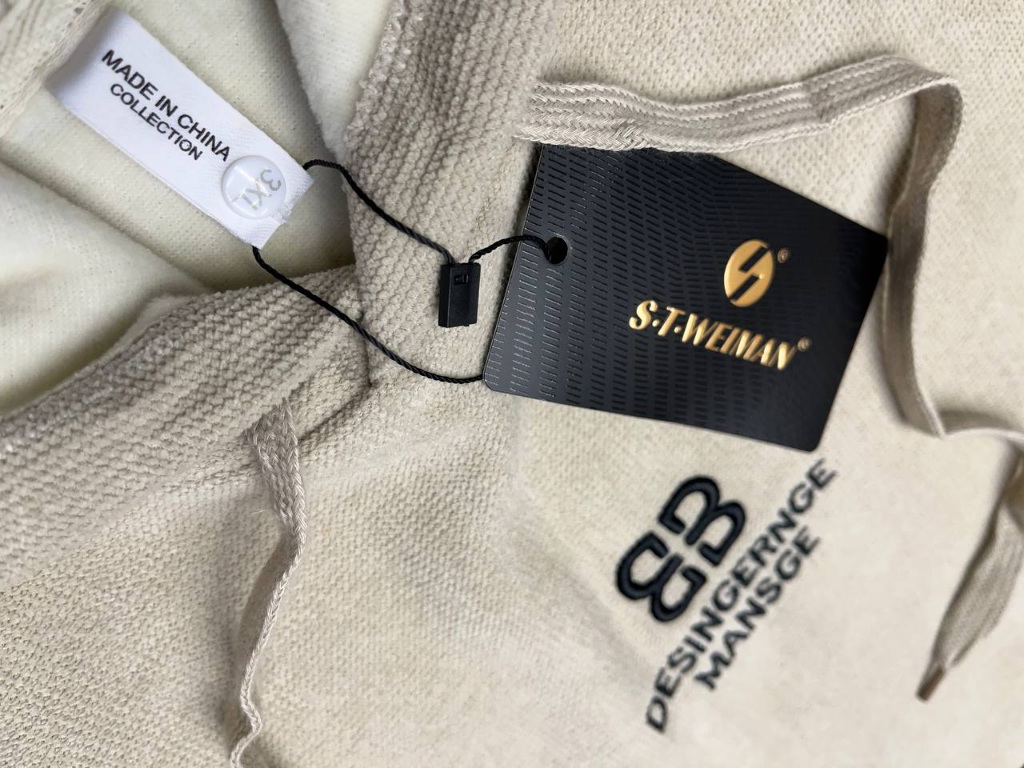 MADE IN CHINA
COLLECTION
3XL
S·T·WEIMAN®
DESINGERNGE
MANSGE